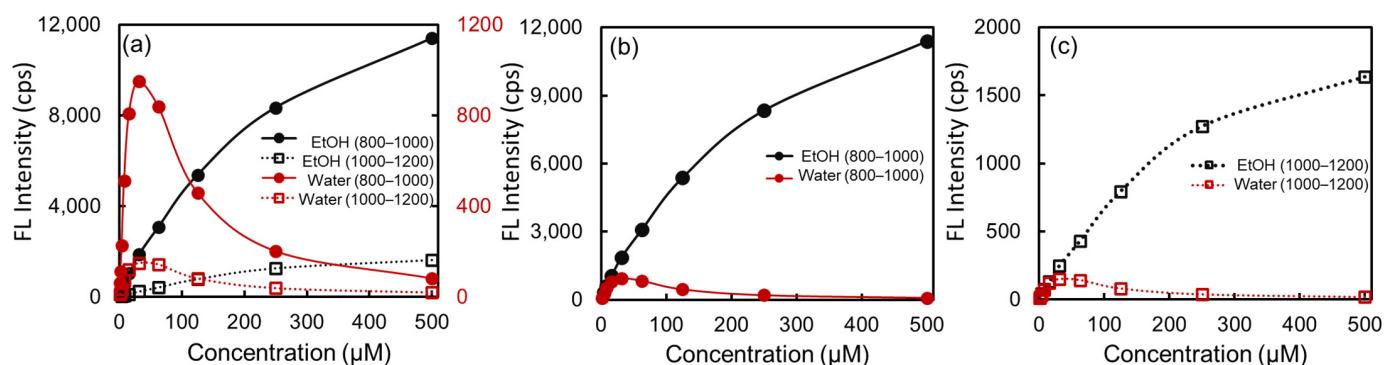 (a)
FL Intensity (cps)
12,000
8,000
4,000
0
1200
800
400
0
EtOH (800–1000)
EtOH (1000–1200)
Water (800–1000)
Water (1000–1200)
0 100 200 300 400 500
Concentration (µM)
(b)
FL Intensity (cps)
12,000
9,000
6,000
3,000
0
EtOH (800–1000)
Water (800–1000)
0 100 200 300 400 500
Concentration (µM)
(c)
FL Intensity (cps)
2000
1500
1000
500
0
EtOH (1000–1200)
Water (1000–1200)
0 100 200 300 400 500
Concentration (µM)